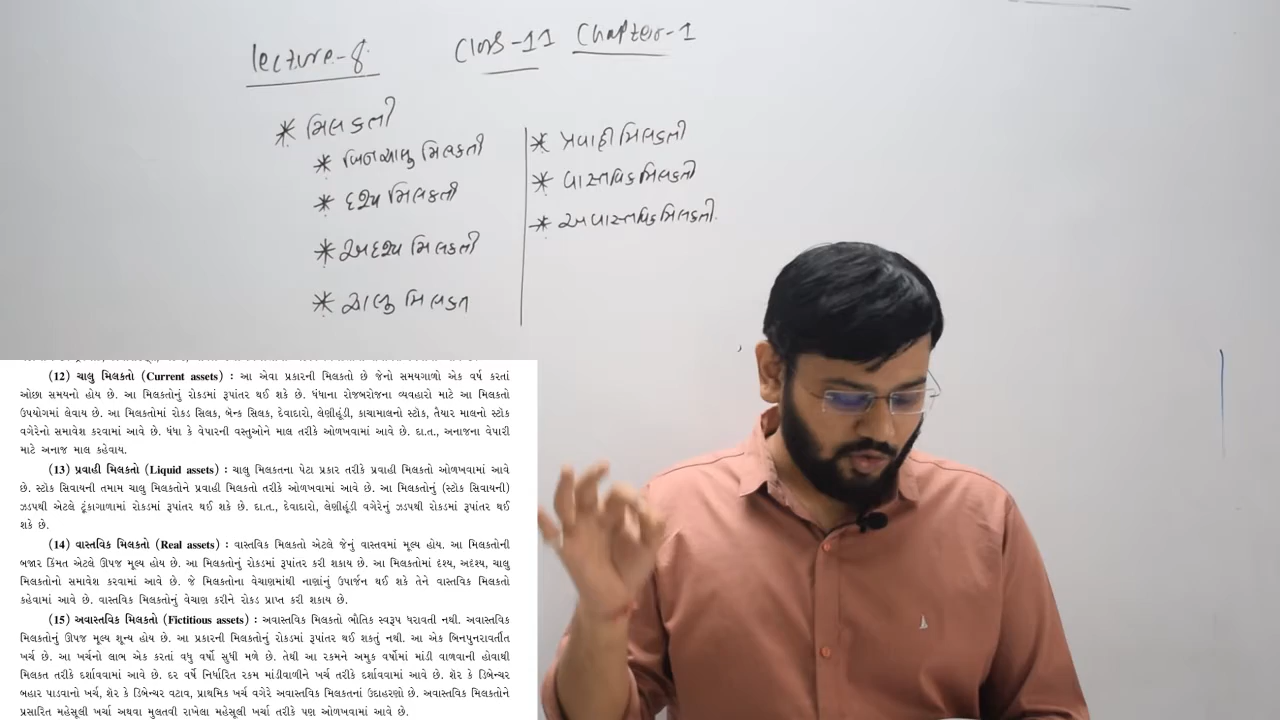 Lecture-8
Class-11 Chapter-1
* મિલકતો
* બિનચાલુ મિલકતો
* દૃશ્ય મિલકતો
* અદૃશ્ય મિલકતો
* ચાલુ મિલકત
* પ્રવાહી મિલકતો
* વાસ્તવિક મિલકતો
* અવાસ્તવિક મિલકતો
(12) ચાલુ મિલકતો (Current assets) : આ એવા પ્રકારની મિલકતો છે જેનો સમયગાળો એક વર્ષ કરતાં
ઓછા સમયનો હોય છે. આ મિલકતોનું રોકડમાં રૂપાંતર થઈ શકે છે. ધંધાના રોજબરોજના વ્યવહારો માટે આ મિલકતો
ઉપયોગમાં લેવાય છે. આ મિલકતોમાં રોકડ સિલક, બૅન્ક સિલક, દેવાદારો, લેણીહૂંડી, કાચામાલનો સ્ટોક, તૈયાર માલનો સ્ટોક
વગેરેનો સમાવેશ કરવામાં આવે છે. ધંધા કે વેપારની વસ્તુઓને માલ તરીકે ઓળખવામાં આવે છે. દા.ત., અનાજના વેપારી
માટે અનાજ માલ કહેવાય.
(13) પ્રવાહી મિલકતો (Liquid assets) : ચાલુ મિલકતના પેટા પ્રકાર તરીકે પ્રવાહી મિલકતો ઓળખવામાં આવે
છે. સ્ટોક સિવાયની તમામ ચાલુ મિલકતોને પ્રવાહી મિલકતો તરીકે ઓળખવામાં આવે છે. આ મિલકતોનું (સ્ટોક સિવાયની)
ઝડપથી એટલે ટૂંકાગાળામાં રોકડમાં રૂપાંતર થઈ શકે છે. દા.ત., દેવાદારો, લેણીહૂંડી વગેરેનું ઝડપથી રોકડમાં રૂપાંતર થઈ
શકે છે.
(14) વાસ્તવિક મિલકતો (Real assets) : વાસ્તવિક મિલકતો એટલે જેનું વાસ્તવમાં મૂલ્ય હોય. આ મિલકતોની
બજાર કિંમત એટલે ઊપજ મૂલ્ય હોય છે. આ મિલકતોનું રોકડમાં રૂપાંતર કરી શકાય છે. આ મિલકતોમાં દૃશ્ય, અદૃશ્ય, ચાલુ
મિલકતોનો સમાવેશ કરવામાં આવે છે. જે મિલકતોના વેચાણમાંથી નાણાંનું ઉપાર્જન થઈ શકે તેને વાસ્તવિક મિલકતો
કહેવામાં આવે છે. વાસ્તવિક મિલકતોનું વેચાણ કરીને રોકડ પ્રાપ્ત કરી શકાય છે.
(15) અવાસ્તવિક મિલકતો (Fictitious assets) : અવાસ્તવિક મિલકતો ભૌતિક સ્વરૂપ ધરાવતી નથી. અવાસ્તવિક
મિલકતોનું ઊપજ મૂલ્ય શૂન્ય હોય છે. આ પ્રકારની મિલકતોનું રોકડમાં રૂપાંતર થઈ શકતું નથી. આ એક બિનપુનરાવર્તીત
ખર્ચ છે. આ ખર્ચનો લાભ એક કરતાં વધુ વર્ષો સુધી મળે છે. તેથી આ રકમને અમુક વર્ષોમાં માંડી વાળવાની હોવાથી
મિલકત તરીકે દર્શાવવામાં આવે છે. દર વર્ષે નિર્ધારિત રકમ માંડીવાળીને ખર્ચ તરીકે દર્શાવવામાં આવે છે. શેર કે ડિબેન્ચર
બહાર પાડવાનો ખર્ચ, શેર કે ડિબેન્ચર વટાવ, પ્રાથમિક ખર્ચ વગેરે અવાસ્તવિક મિલકતનાં ઉદાહરણો છે. અવાસ્તવિક મિલકતોને
પ્રસારિત મહેસૂલી ખર્ચા અથવા મુલતવી રાખેલા મહેસૂલી ખર્ચા તરીકે પણ ઓળખવામાં આવે છે.